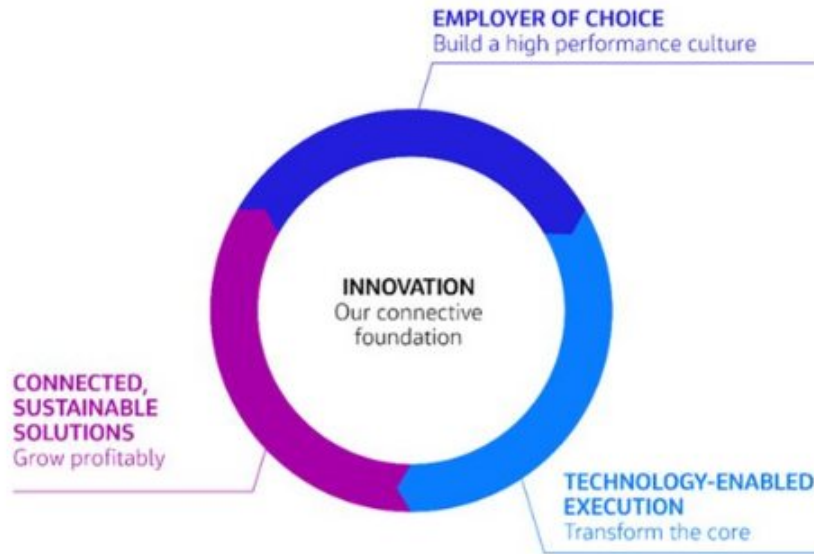 EMPLOYER OF CHOICE
Build a high performance culture
INNOVATION
Our connective
foundation
CONNECTED,
SUSTAINABLE
SOLUTIONS
Grow profitably
TECHNOLOGY-ENABLED
EXECUTION
Transform the core